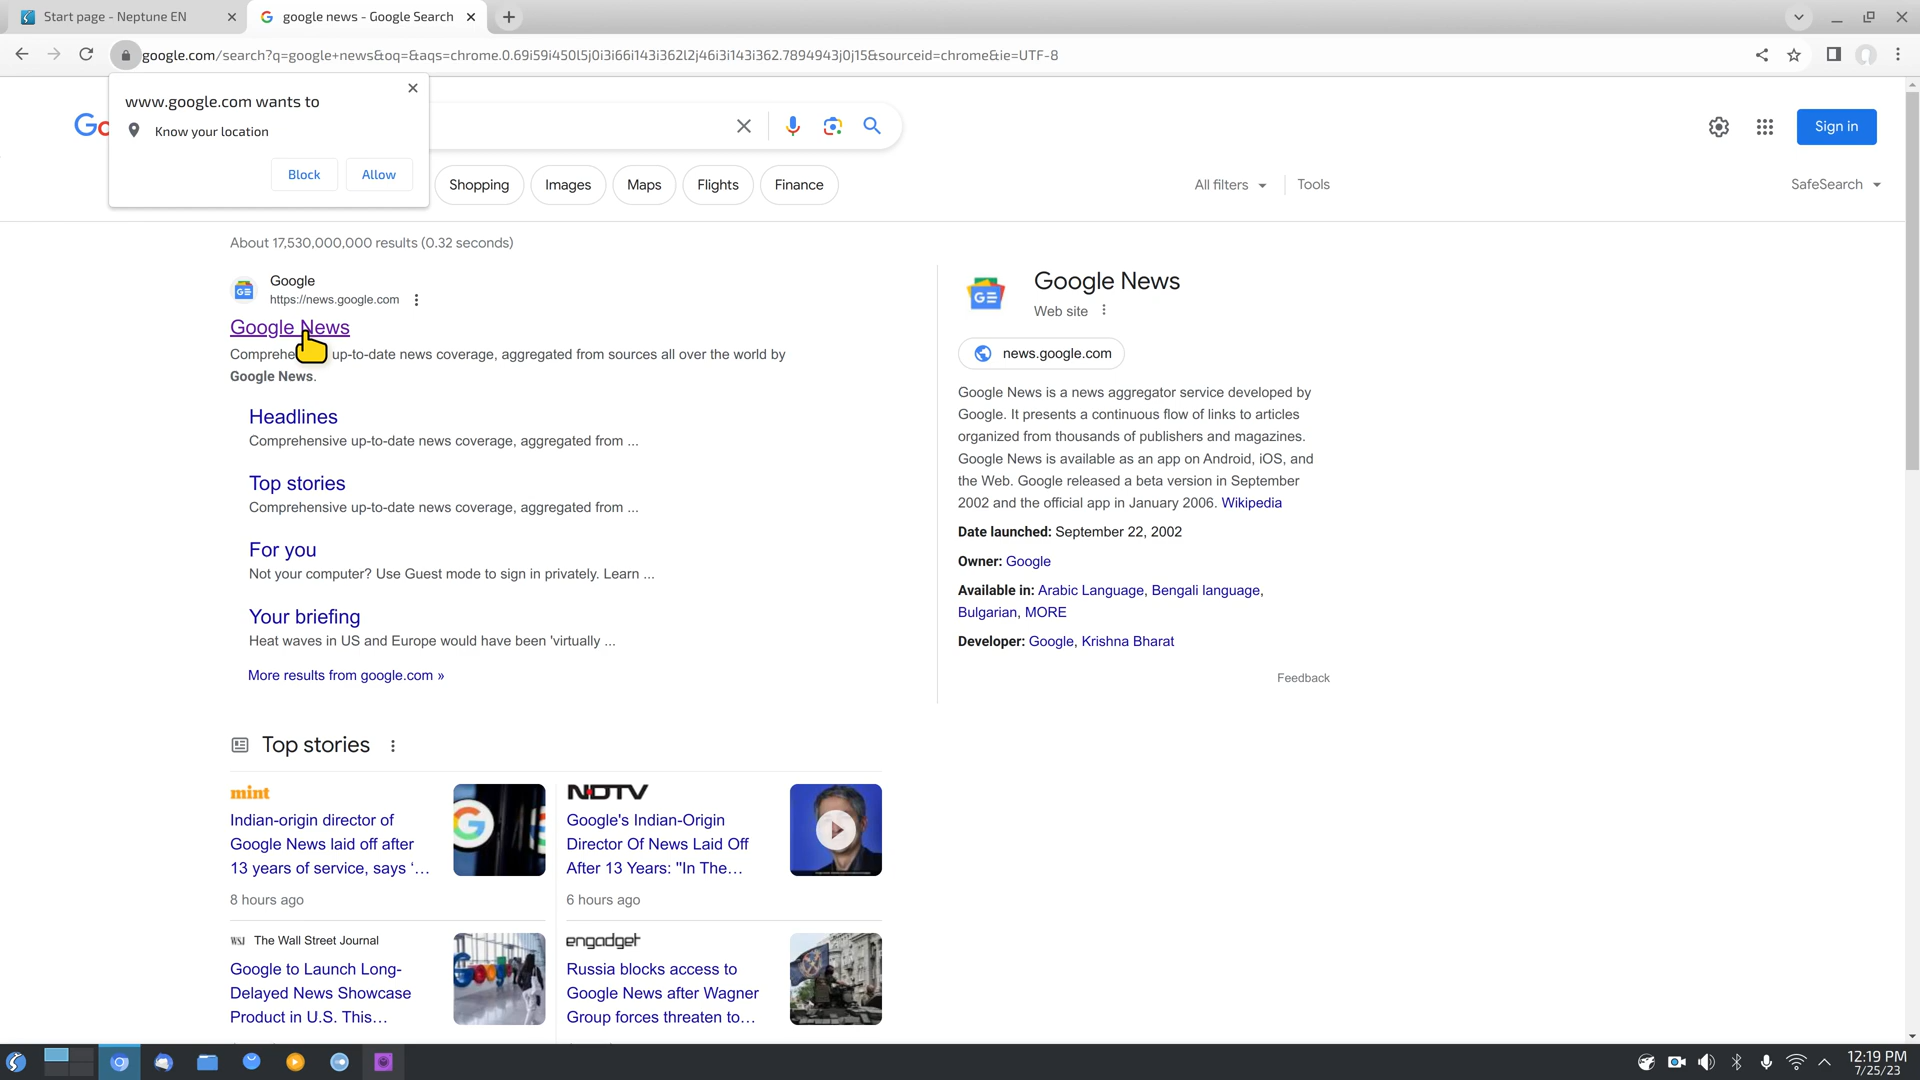 Start page - Neptune EN
google news - Google Search
google.com/search?q=google+news&oq=&aqs=chrome.0.69i59i450l5j0i3i66i143i362l2j46i3i143i362.7894943j0j15&sourceid=chrome&ie=UTF-8
www.google.com wants to
Know your location
Block
Allow
Go
Sign in
Shopping
Images
Maps
Flights
Finance
All filters
Tools
SafeSearch
About 17,530,000,000 results (0.32 seconds)
Google
https://news.google.com
Google News
up-to-date news coverage, aggregated from sources all over the world by
Google News.
Headlines
Comprehensive up-to-date news coverage, aggregated from ...
Top stories
Comprehensive up-to-date news coverage, aggregated from ...
For you
Not your computer? Use Guest mode to sign in privately. Learn ...
Your briefing
Heat waves in US and Europe would have been 'virtually ...
More results from google.com »
Google News
Web site
news.google.com
Google News is a news aggregator service developed by
Google. It presents a continuous flow of links to articles
organized from thousands of publishers and magazines.
Google News is available as an app on Android, iOS, and
the Web. Google released a beta version in September
2002 and the official app in January 2006. Wikipedia
Date launched: September 22, 2002
Owner: Google
Available in: Arabic Language, Bengali language,
Bulgarian, MORE
Developer: Google, Krishna Bharat
Feedback
Top stories
mint
Indian-origin director of
Google News laid off after
13 years of service, says ‘…
8 hours ago
NDTV
Google's Indian-Origin
Director Of News Laid Off
After 13 Years: "In The…
6 hours ago
WSJ The Wall Street Journal
Google to Launch Long-
Delayed News Showcase
Product in U.S. This…
engadget
Russia blocks access to
Google News after Wagner
Group forces threaten to…
12:19 PM
7/25/23